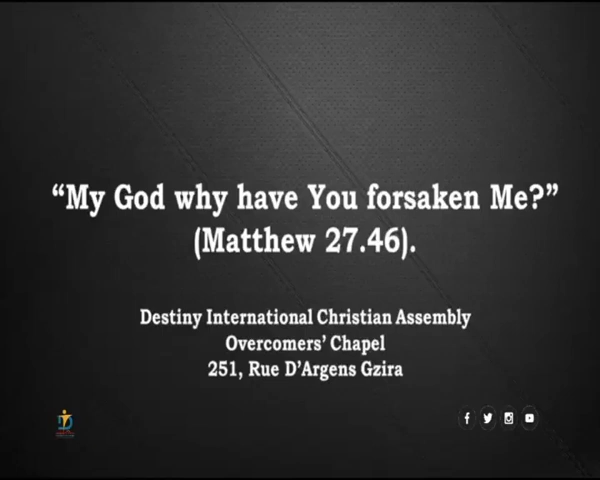 “My God why have You forsaken Me?”
(Matthew 27.46).
Destiny International Christian Assembly
Overcomers’ Chapel
251, Rue D’Argens Gzira